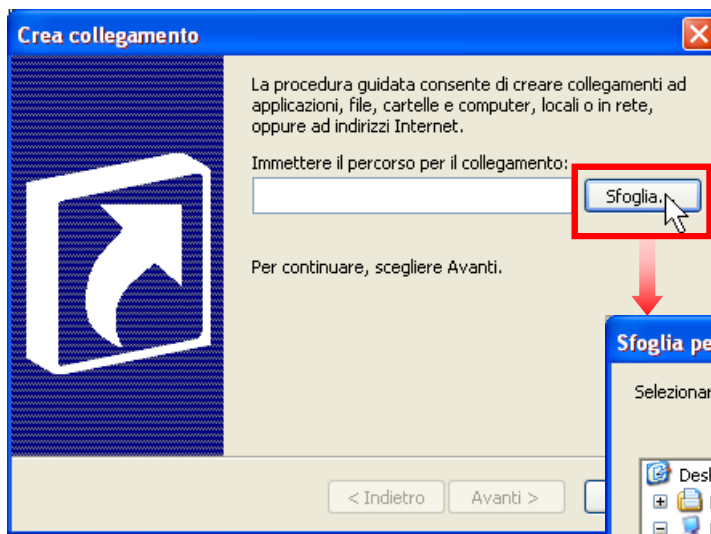 Crea collegamento
La procedura guidata consente di creare collegamenti ad
applicazioni, file, cartelle e computer, locali o in rete,
oppure ad indirizzi Internet.
Immettere il percorso per il collegamento:
Sfoglia...
Per continuare, scegliere Avanti.
Sfoglia pe
Selezionar
Desk
< Indietro
Avanti >